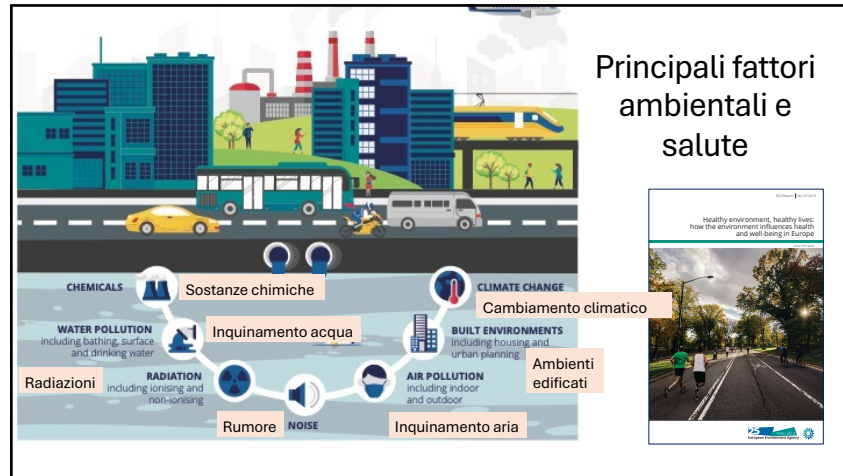 Principali fattori
ambientali e
salute
EEA Report
Healthy environment, healthy lives:
how the environment influences health
and well-being in Europe
CHEMICALS
Sostanze chimiche
WATER POLLUTION
including bathing, surface
and drinking water
Inquinamento acqua
Radiazioni
RADIATION
including ionising and
non-ionising
Rumore
NOISE
CLIMATE CHANGE
Cambiamento climatico
BUILT ENVIRONMENTS
including housing and
urban planning
Ambienti
edificati
AIR POLLUTION
including indoor
and outdoor
Inquinamento aria
25
European Environment Agency